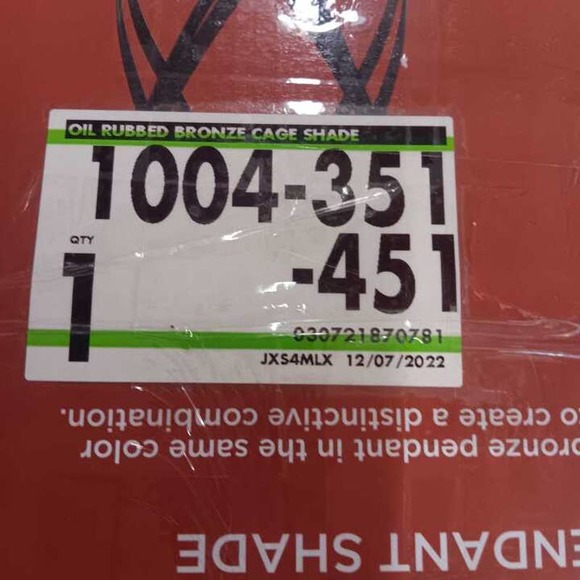 OIL RUBBED BRONZE CAGE SHADE
1004-351
-451
QTY
1
030721870781
JXS4MLX 12/07/2022
PENDANT SHADE
bronze pendant in the same color
to create a distinctive combination.